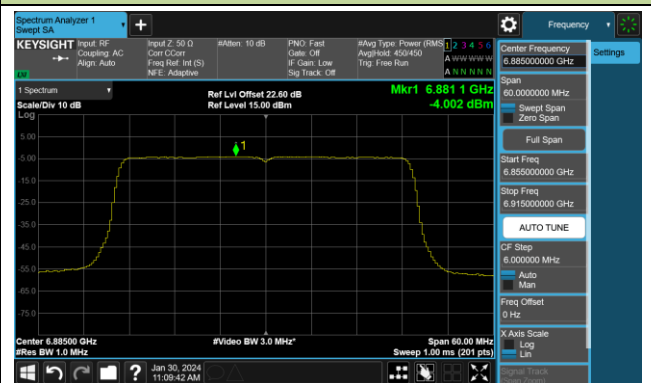 Spectrum Analyzer 1
Swept SA
+
Frequency
KEYSIGHT
Input: RF
Coupling: AC
Align: Auto
Input Z: 50 Ω
Corr CCorr
Freq Ref: Int (S)
NFE: Adaptive
#Atten: 10 dB
PNO: Fast
Gate: Off
IF Gain: Low
Sig Track: Off
#Avg Type: Power (RMS
Avg|Hold: 450/450
Trig: Free Run
1 2 3 4 5 6
A W W W W W
A N N N N N
LXI
1 Spectrum
Scale/Div 10 dB
Log
Ref Lvl Offset 22.60 dB
Ref Level 15.00 dBm
Mkr1 6.881 1 GHz
-4.002 dBm
1
5.00
-5.00
-15.0
-25.0
-35.0
-45.0
-55.0
-65.0
-75.0
Center 6.88500 GHz
#Res BW 1.0 MHz
#Video BW 3.0 MHz*
Span 60.00 MHz
Sweep 1.00 ms (201 pts)
Jan 30, 2024
11:09:42 AM
Center Frequency
6.885000000 GHz
Settings
Span
60.0000000 MHz
Swept Span
Zero Span
Full Span
Start Freq
6.855000000 GHz
Stop Freq
6.915000000 GHz
AUTO TUNE
CF Step
6.000000 MHz
Auto
Man
Freq Offset
0 Hz
X Axis Scale
Log
Lin
Signal Track
(Span Zoom)